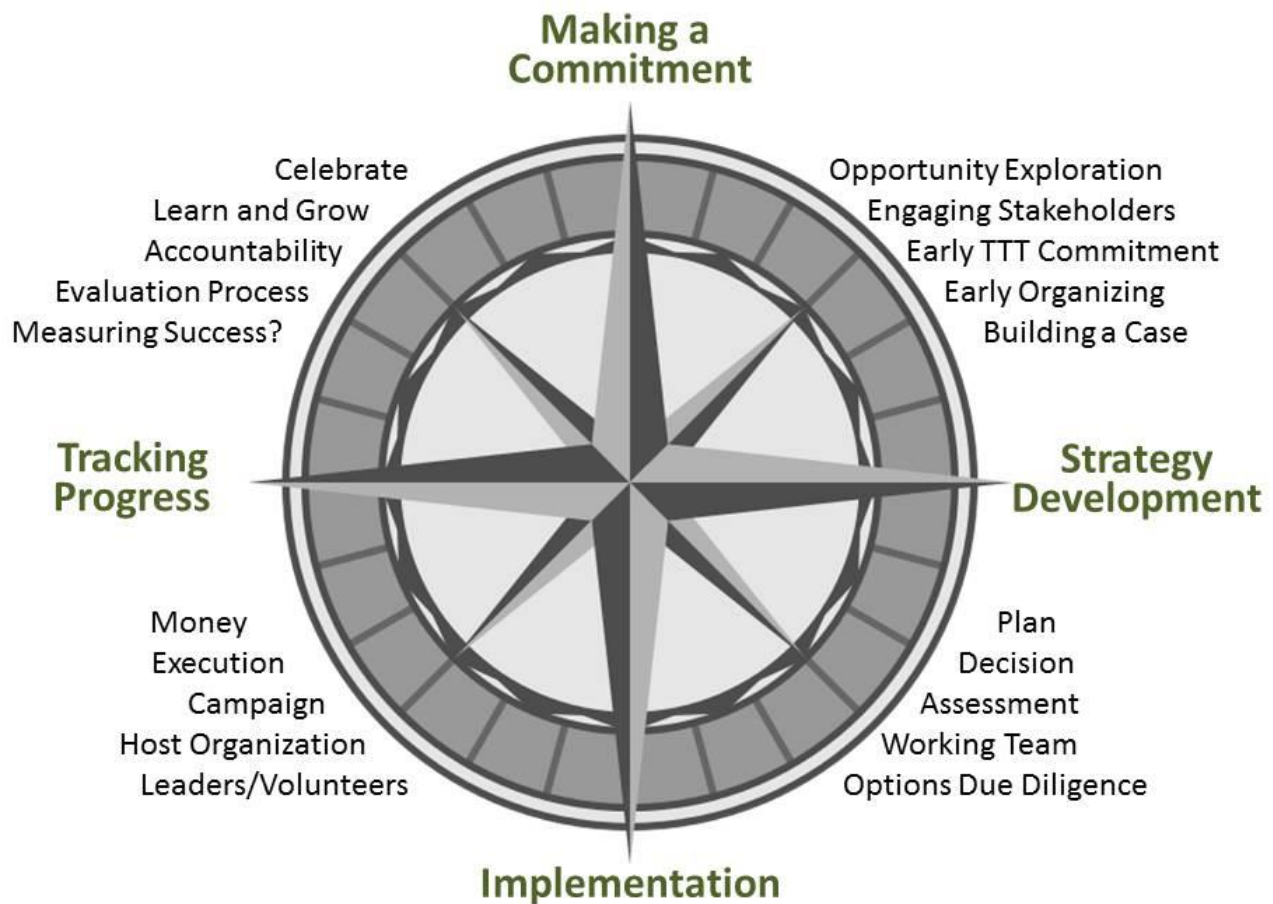 Making a
Commitment
Opportunity Exploration
Engaging Stakeholders
Early TTT Commitment
Early Organizing
Building a Case
Strategy
Development
Plan
Decision
Assessment
Working Team
Options Due Diligence
Implementation
Money
Execution
Campaign
Host Organization
Leaders/Volunteers
Tracking
Progress
Celebrate
Learn and Grow
Accountability
Evaluation Process
Measuring Success?